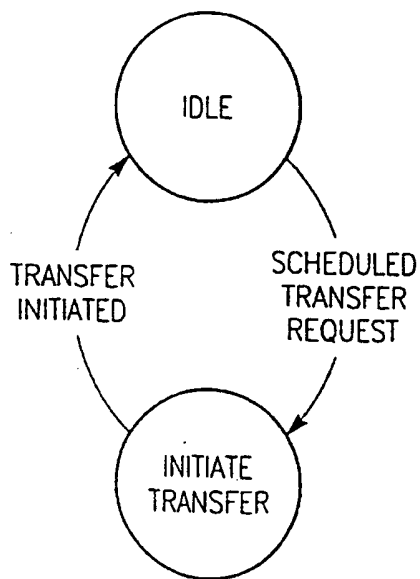 IDLE
TRANSFER
INITIATED
SCHEDULED
TRANSFER
REQUEST
INITIATE
TRANSFER